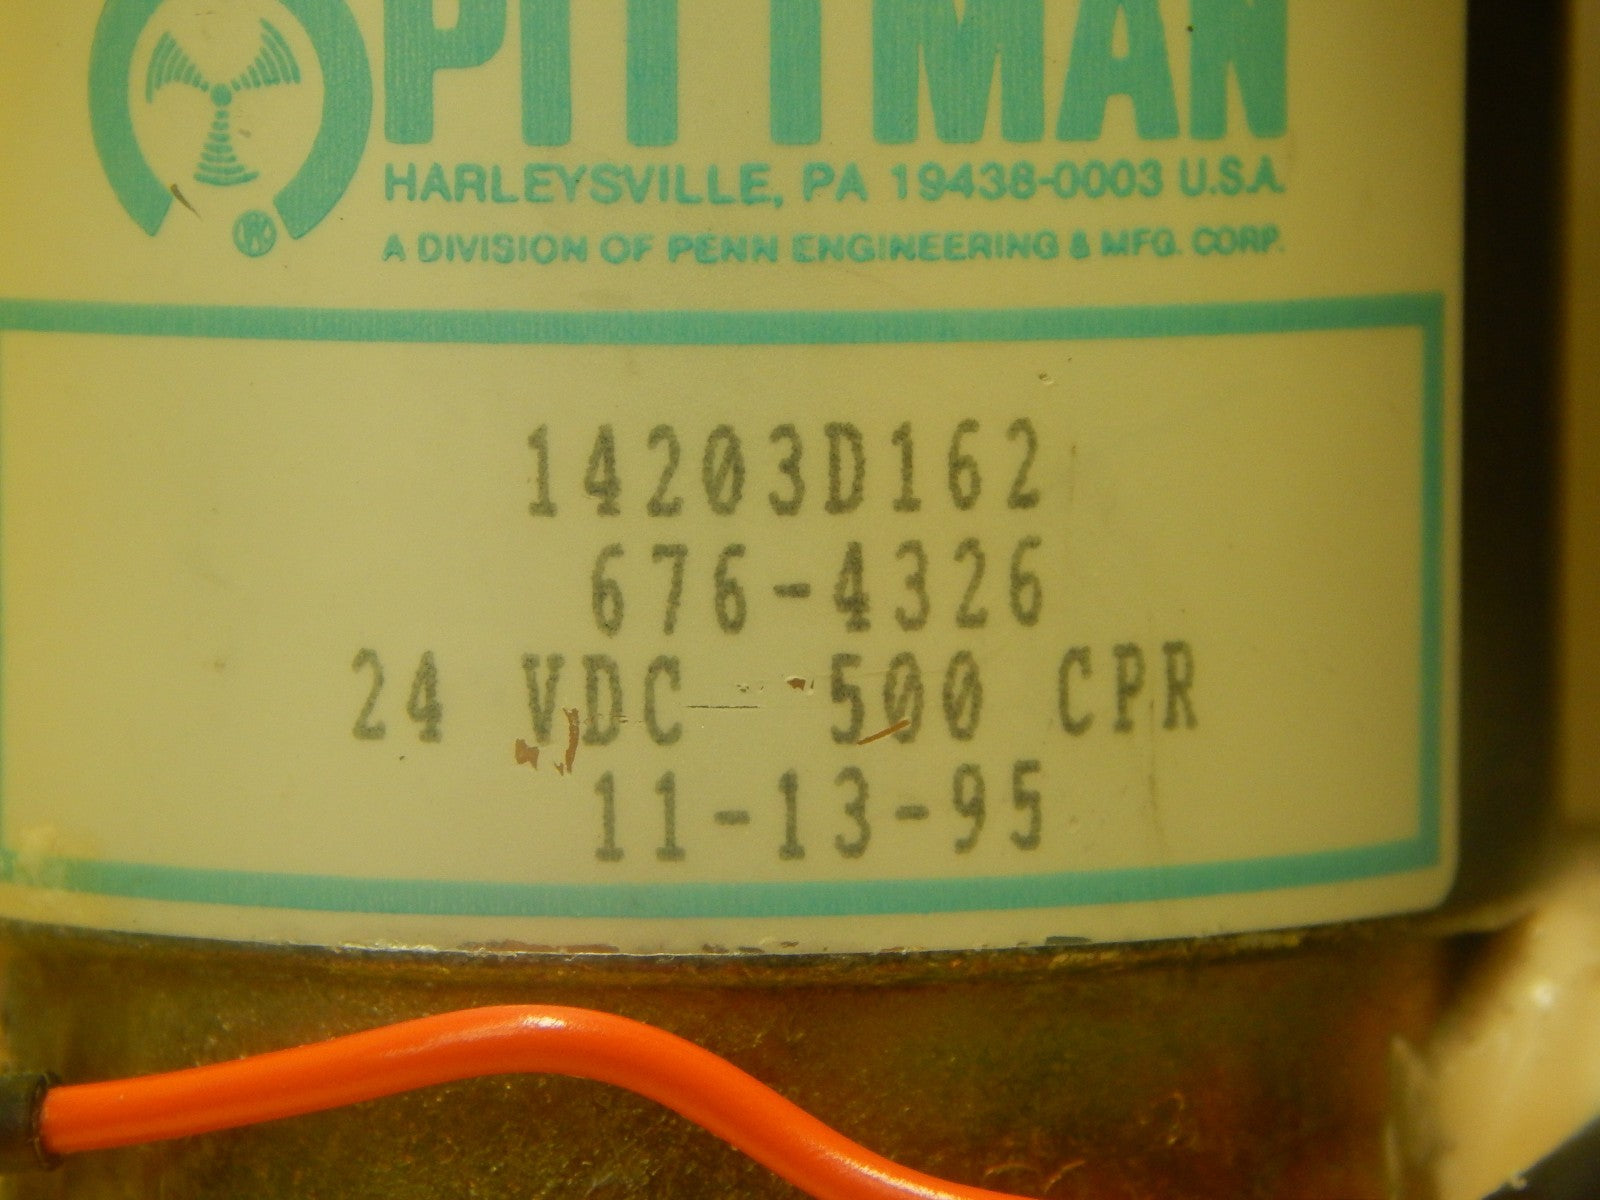 PITTMAN
HARLEYSVILLE, PA 19438-0003 U.S.A.
A DIVISION OF PENN ENGINEERING & MFG. CORP.
14203D162
676-4326
24 VDC 500 CPR
11-13-95